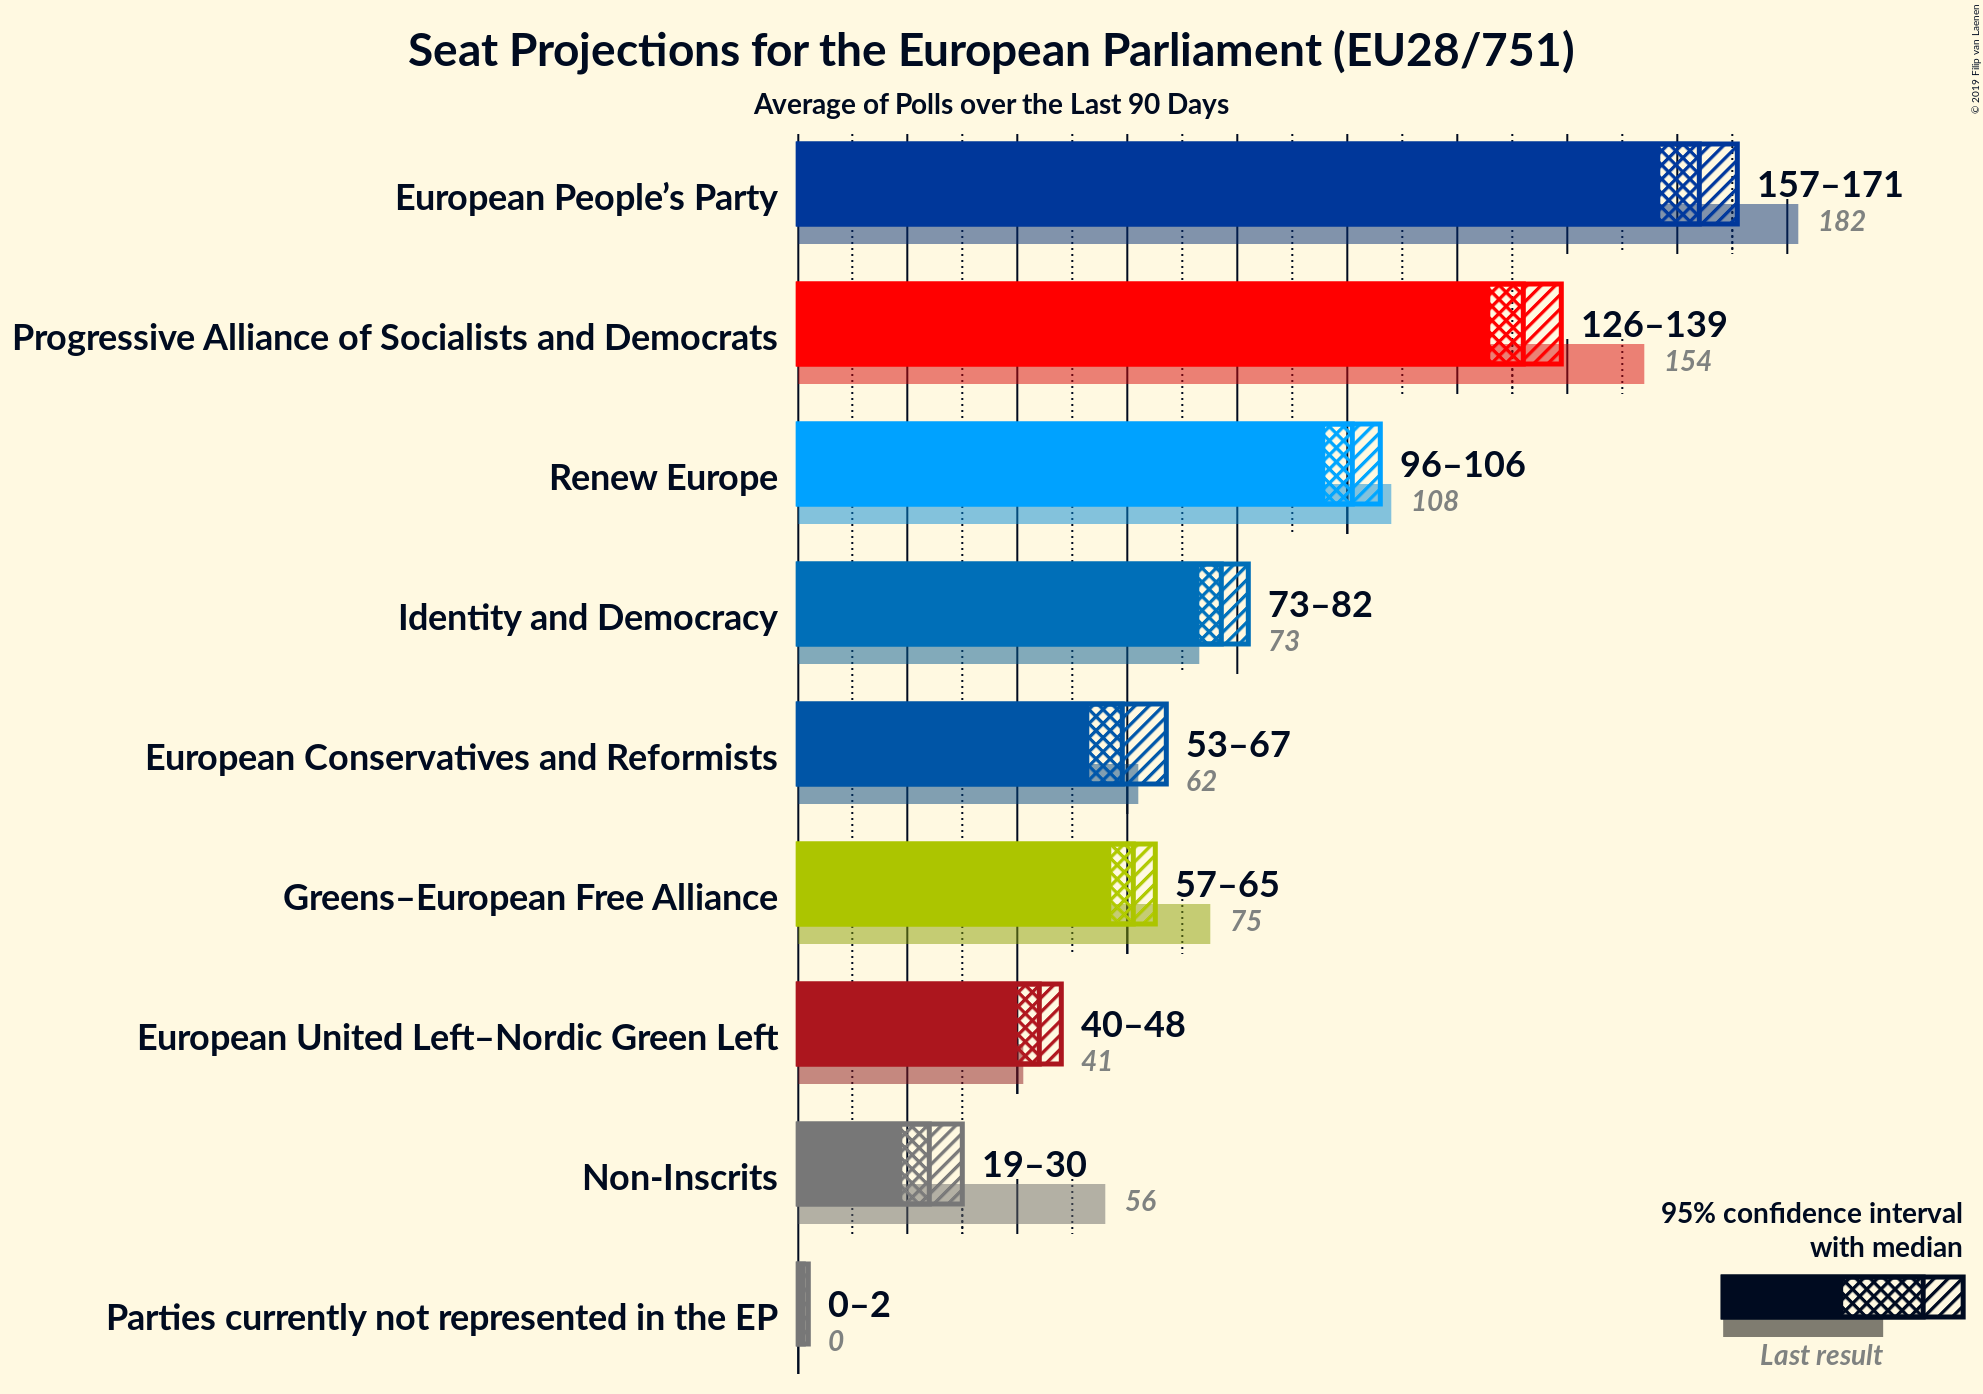 Seat Projections for the European Parliament (EU28/751)
Average of Polls over the Last 90 Days
© 2019 Filip van Laenen
European People’s Party
157–171
182
Progressive Alliance of Socialists and Democrats
126–139
154
Renew Europe
96–106
108
Identity and Democracy
73–82
73
European Conservatives and Reformists
53–67
62
Greens–European Free Alliance
57–65
75
European United Left–Nordic Green Left
40–48
41
Non-Inscrits
19–30
56
Parties currently not represented in the EP
0–2
0
95% confidence interval
with median
Last result